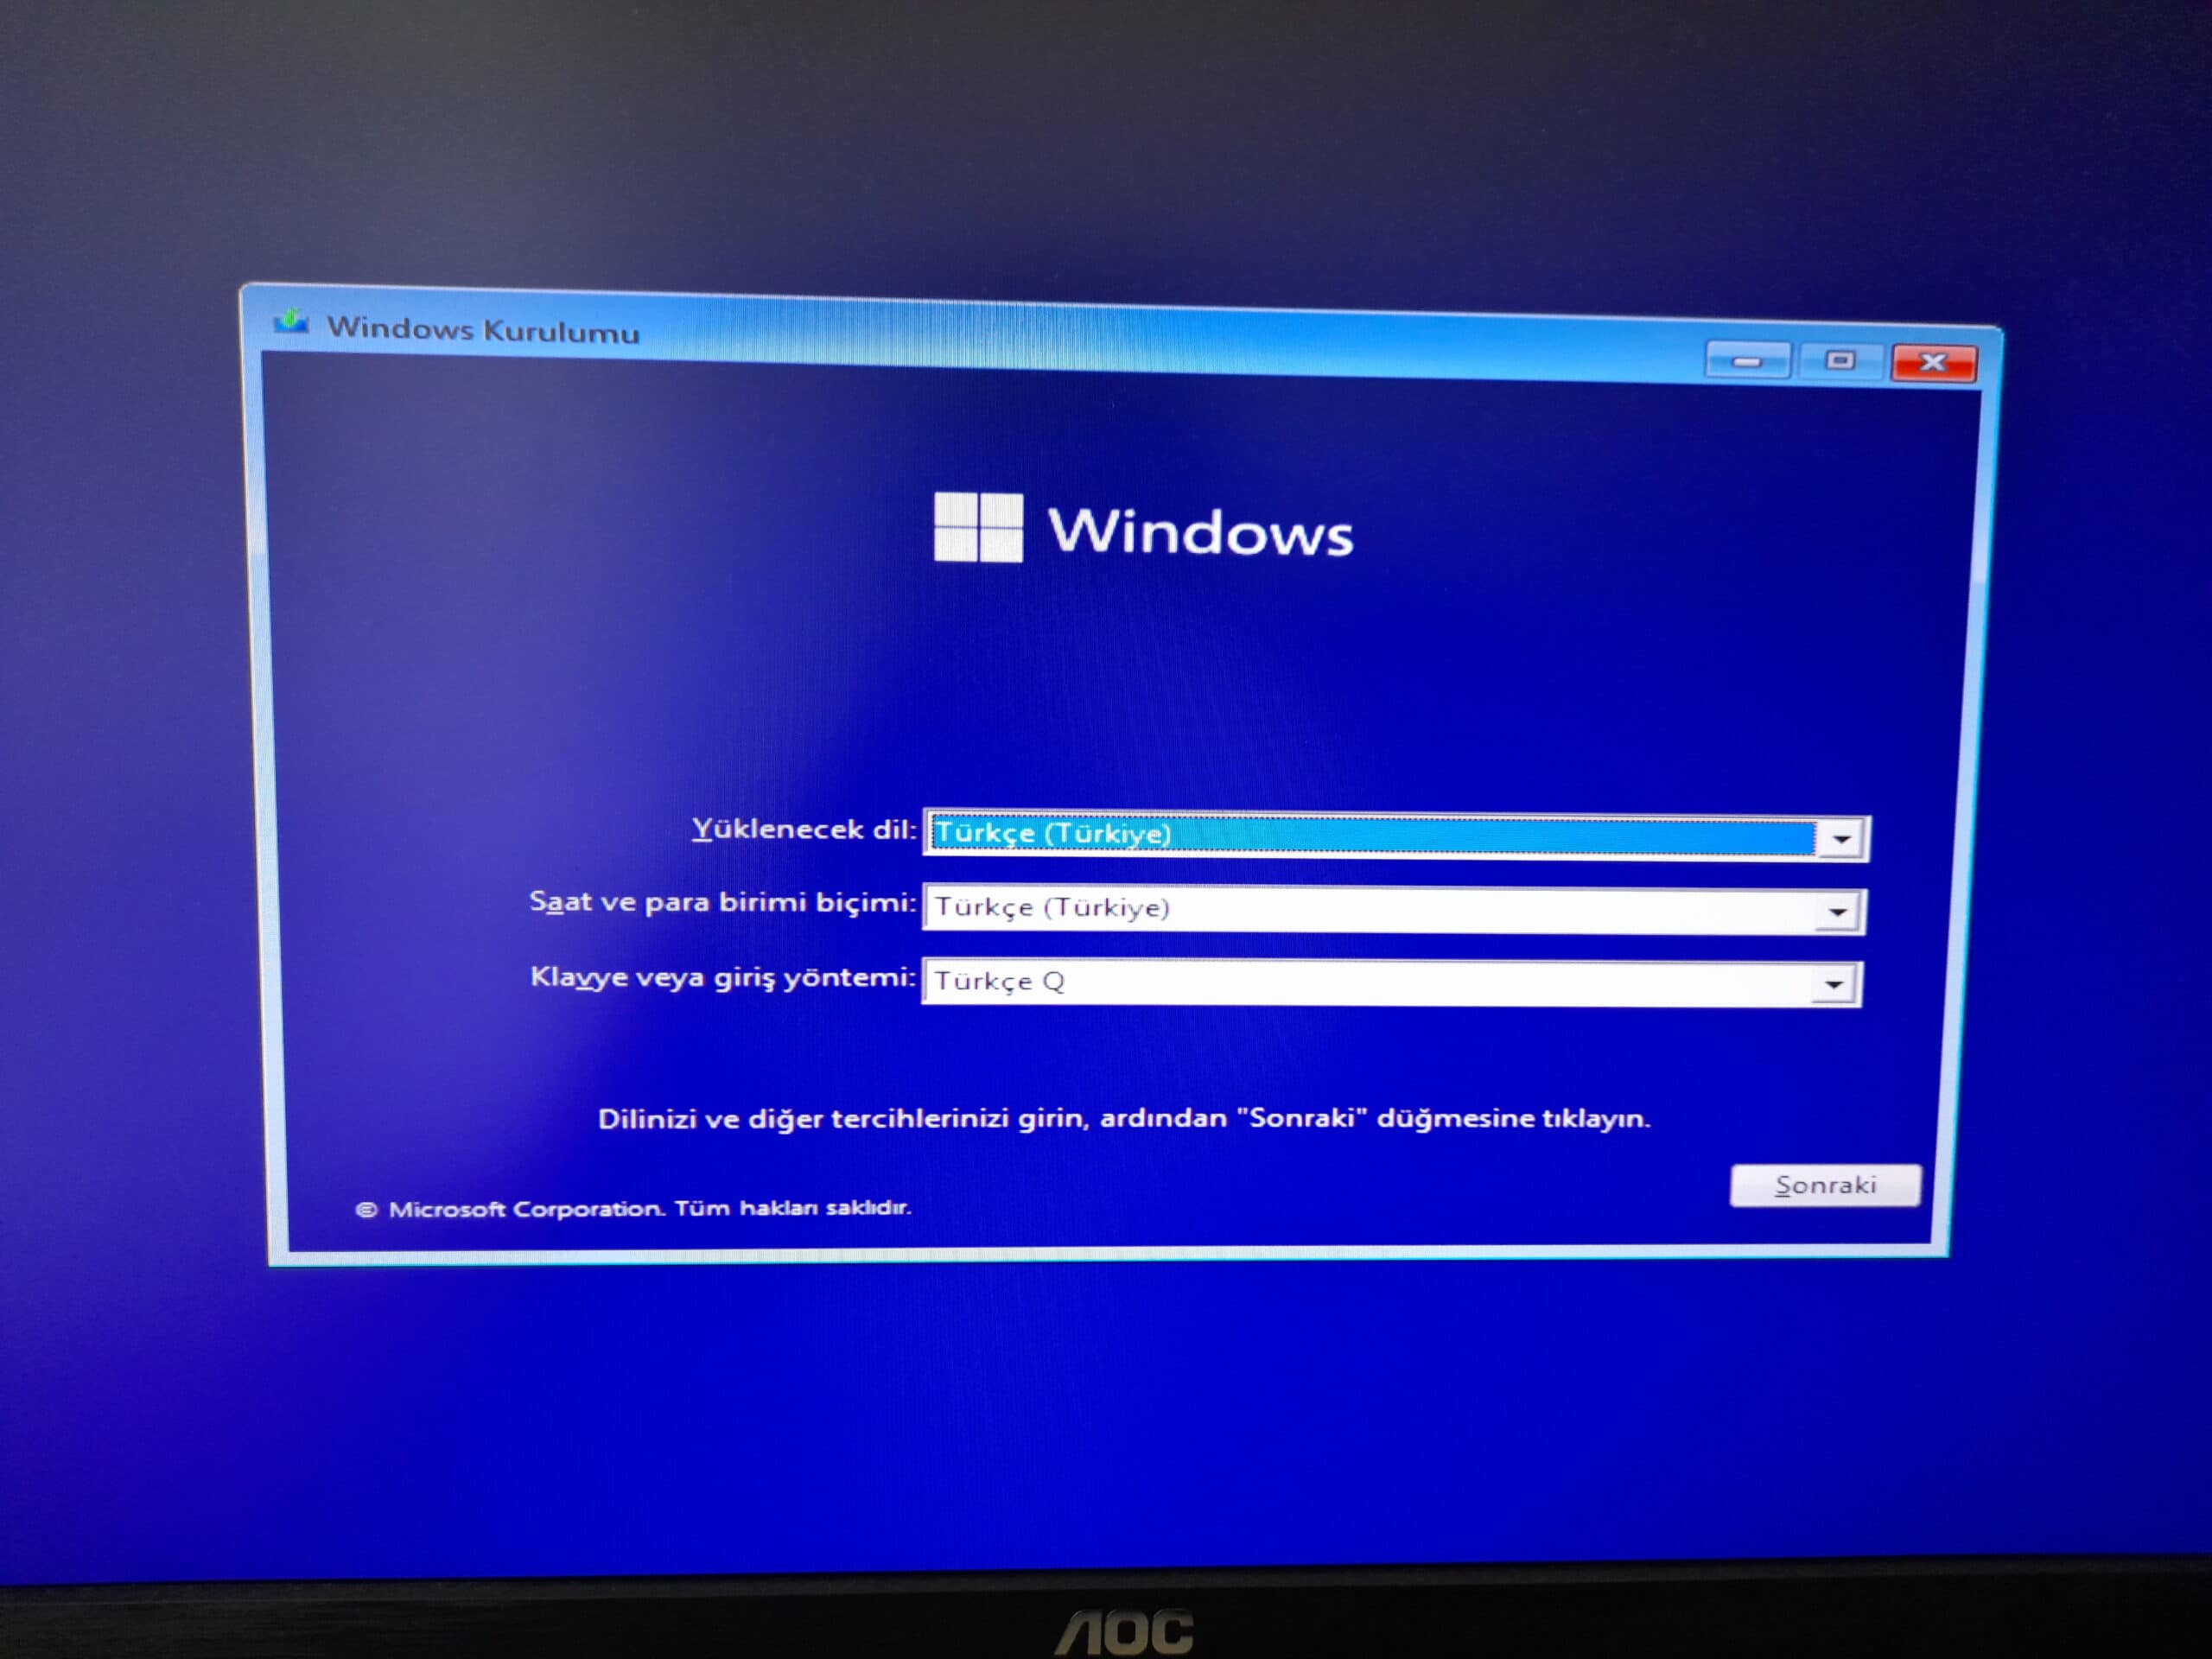 Windows Kurulumu
Windows
Yüklenecek dil: Türkçe (Türkiye)
Saat ve para birimi biçimi: Türkçe (Türkiye)
Klavye veya giriş yöntemi: Türkçe Q
Dilinizi ve diğer tercihlerinizi girin, ardından "Sonraki" düğmesine tıklayın.
Sonraki
© Microsoft Corporation. Tüm hakları saklıdır.
AOC